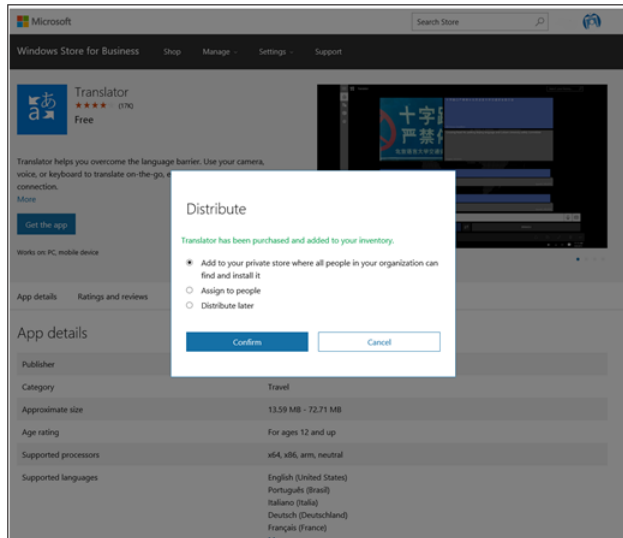 Microsoft
Search Store
Windows Store for Business
Shop
Manage
Settings
Support
Translator
(17K)
Free
Translator helps you overcome the language barrier. Use your camera,
voice, or keyboard to translate on-the-go, e
connection.
More
Get the app
Works on: PC, mobile device
十字
严禁
Distribute
Translator has been purchased and added to your inventory.
Add to your private store where all people in your organization can
find and install it
Assign to people
Distribute later
Confirm
Cancel
App details
Ratings and reviews
App details
Publisher
Category
Travel
Approximate size
13.59 MB - 72.71 MB
Age rating
For ages 12 and up
Supported processors
x64, x86, arm, neutral
Supported languages
English (United States)
Português (Brasil)
Italiano (Italia)
Deutsch (Deutschland)
Français (France)